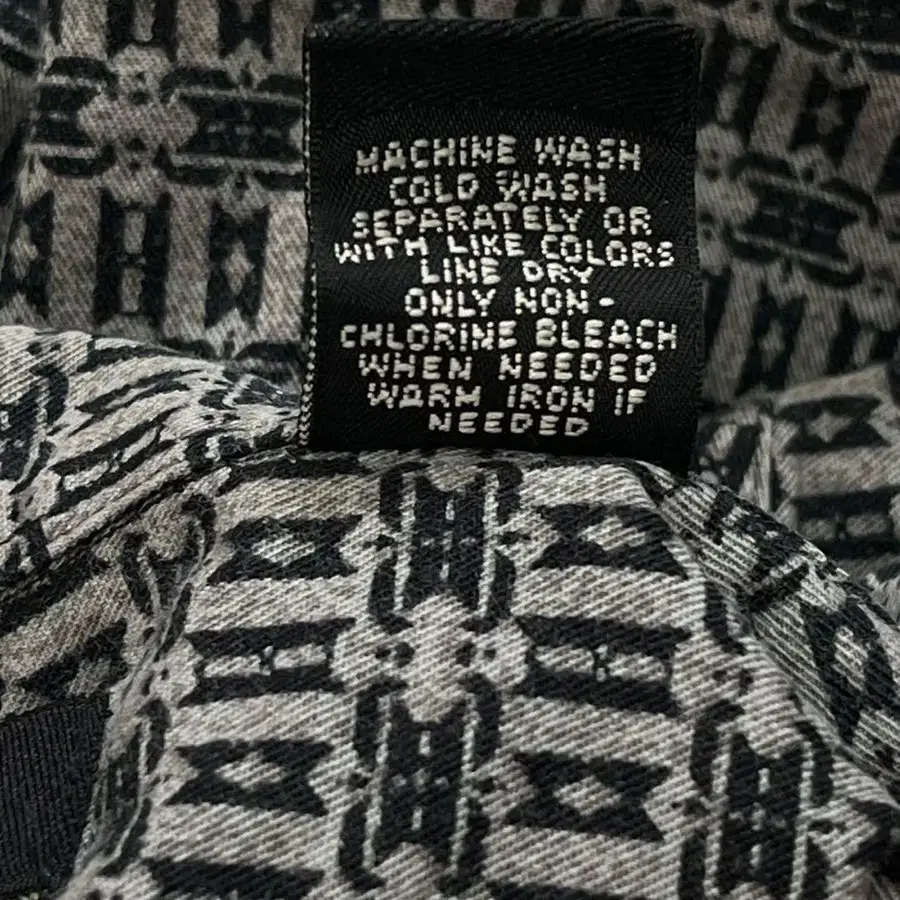 MACHINE WASH
COLD WASH
SEPARATELY OR
WITH LIKE COLORS
LINE DRY
ONLY NON-
CHLORINE BLEACH
WHEN NEEDED
WARM IRON IF
NEEDED